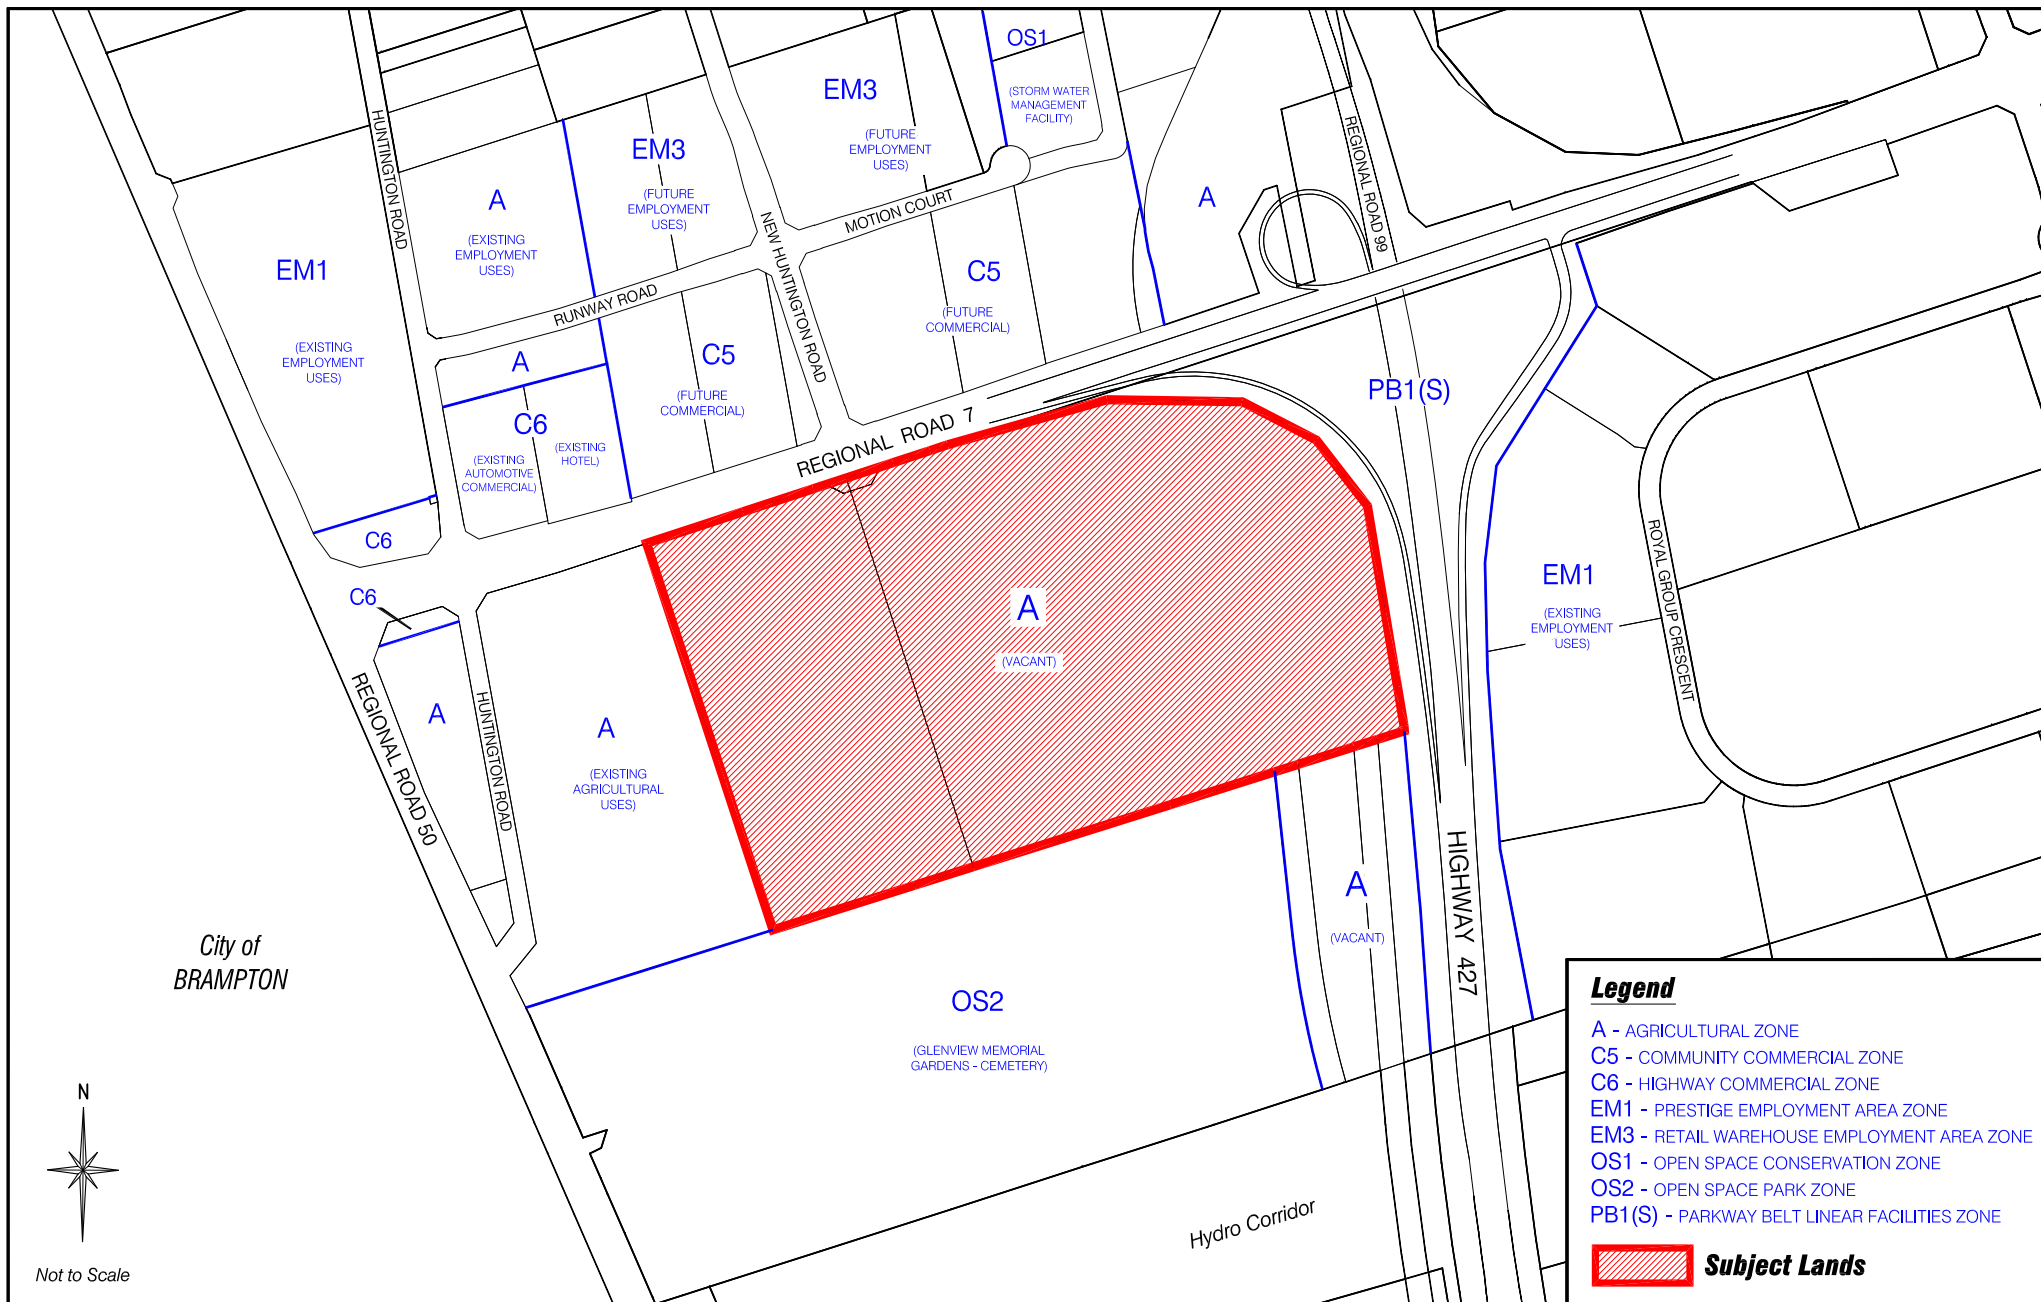 OS1
(STORM WATER
MANAGEMENT
FACILITY)
EM3
(FUTURE
EMPLOYMENT
USES)
HUNTINGTON ROAD
EM3
(FUTURE
EMPLOYMENT
USES)
A
(EXISTING
EMPLOYMENT
USES)
REGIONAL ROAD 99
A
MOTION COURT
NEW HUNTINGTON ROAD
EM1
(EXISTING
EMPLOYMENT
USES)
RUNWAY ROAD
C5
(FUTURE
COMMERCIAL)
A
C5
(FUTURE
COMMERCIAL)
C6
(EXISTING
AUTOMOTIVE
COMMERCIAL)
(EXISTING
HOTEL)
PB1(S)
REGIONAL ROAD 7
C6
C6
A
(VACANT)
EM1
(EXISTING
EMPLOYMENT
USES)
ROYAL GROUP CRESCENT
A
HUNTINGTON ROAD
REGIONAL ROAD 50
A
(EXISTING
AGRICULTURAL
USES)
A
(VACANT)
HIGHWAY 427
City of
BRAMPTON
OS2
(GLENVIEW MEMORIAL
GARDENS - CEMETERY)
Hydro Corridor
N
Not to Scale
Legend
A - AGRICULTURAL ZONE
C5 - COMMUNITY COMMERCIAL ZONE
C6 - HIGHWAY COMMERCIAL ZONE
EM1 - PRESTIGE EMPLOYMENT AREA ZONE
EM3 - RETAIL WAREHOUSE EMPLOYMENT AREA ZONE
OS1 - OPEN SPACE CONSERVATION ZONE
OS2 - OPEN SPACE PARK ZONE
PB1(S) - PARKWAY BELT LINEAR FACILITIES ZONE
Subject Lands